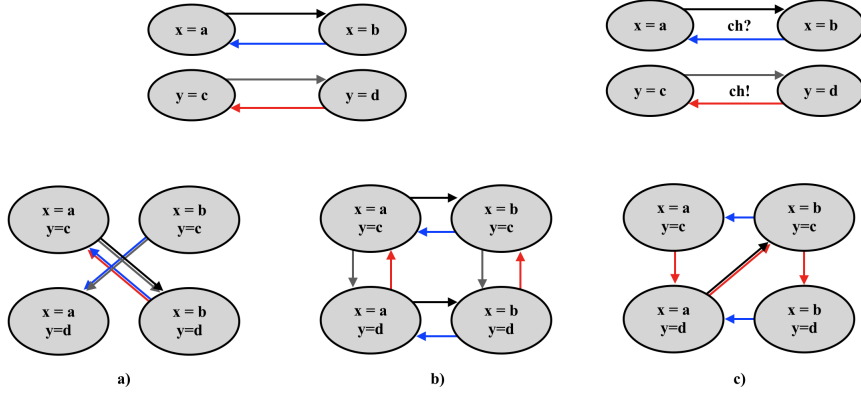 x = a
x = b
y = c
y = d
x = a
ch?
x = b
y = c
ch!
y = d
x = a
y=c
x = b
y=c
x = a
y=d
x = b
y=d
a)
x = a
y=c
x = b
y=c
x = a
y=d
x = b
y=d
b)
x = a
y=c
x = b
y=c
x = a
y=d
x = b
y=d
c)